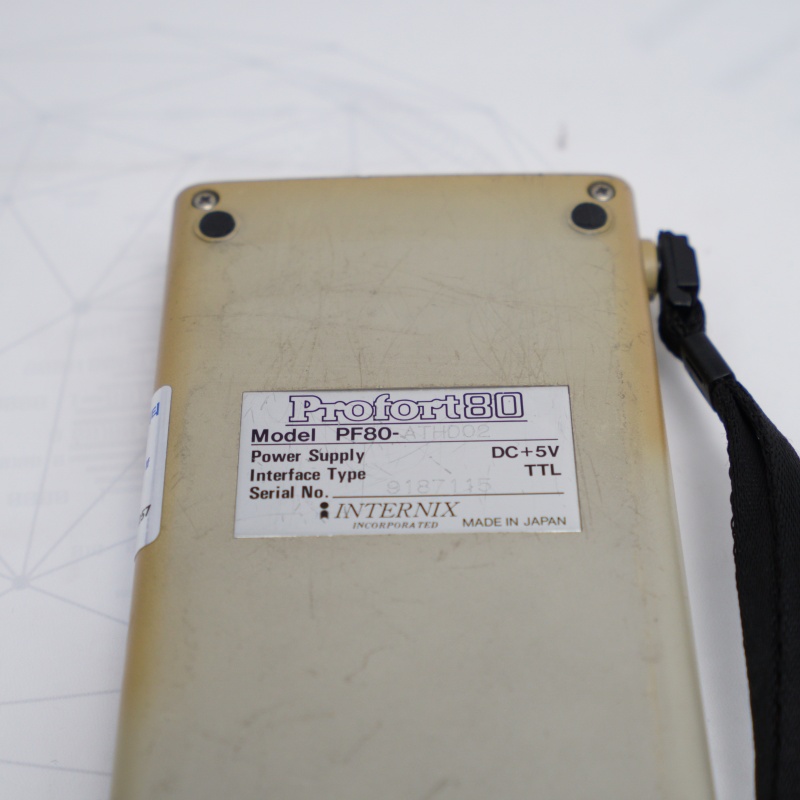 Profort80
Model PF80-ATH002
Power Supply DC+5V
Interface Type TTL
Serial No. 9187115
INTERNIX
INCORPORATED MADE IN JAPAN